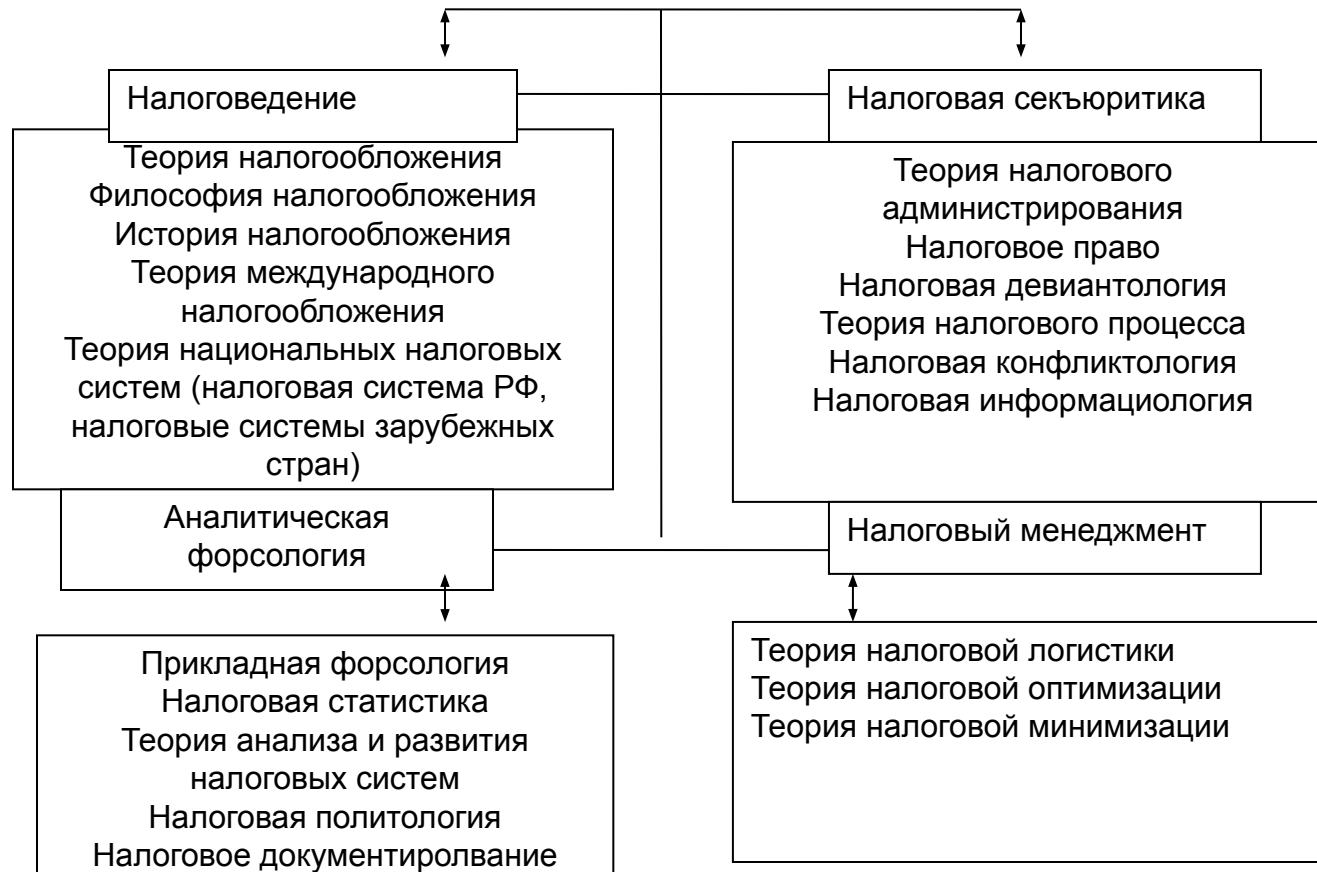 Налоговедение
Теория налогообложения
Философия налогообложения
История налогообложения
Теория международного
налогообложения
Теория национальных налоговых
систем (налоговая система РФ,
налоговые системы зарубежных
стран)
Налоговая секъюритика
Теория налогового
администрирования
Налоговое право
Налоговая девиантология
Теория налогового процесса
Налоговая конфликтология
Налоговая информациология
Аналитическая
форсология
Прикладная форсология
Налоговая статистика
Теория анализа и развития
налоговых систем
Налоговая политология
Налоговое документиролвание
Налоговый менеджмент
Теория налоговой логистики
Теория налоговой оптимизации
Теория налоговой минимизации